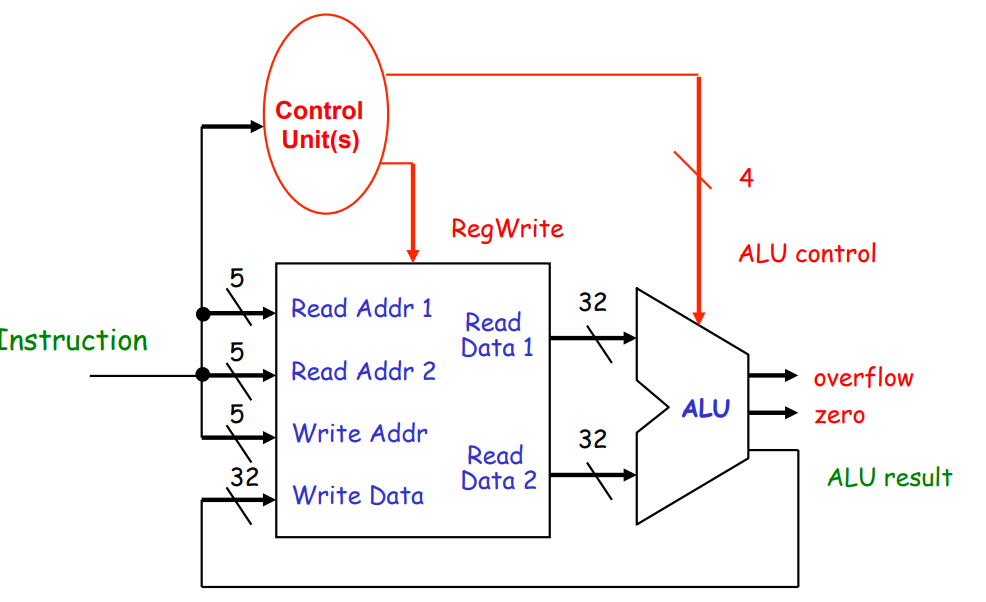 Control
Unit(s)
4
RegWrite
ALU control
5
Read Addr 1
Read
Data 1
32
Instruction
5
Read Addr 2
5
Write Addr
32
Write Data
Read
Data 2
32
ALU
overflow
zero
ALU result